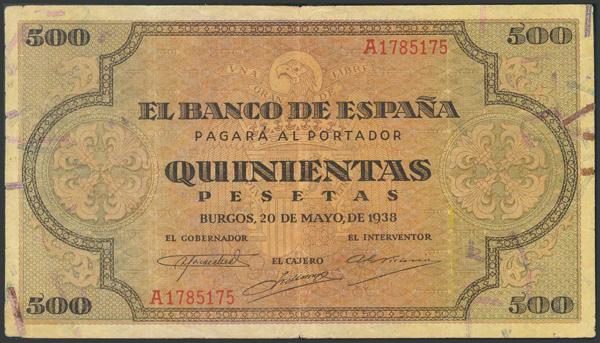 500 500
A1785175
UNA GRANDE LIBRE
EL BANCO DE ESPAÑA
PAGARÁ AL PORTADOR
QUINIENTAS
PESETAS
BURGOS, 20 DE MAYO, DE 1938
EL GOBERNADOR EL INTERVENTOR
EL CAJERO
A1785175
500 500